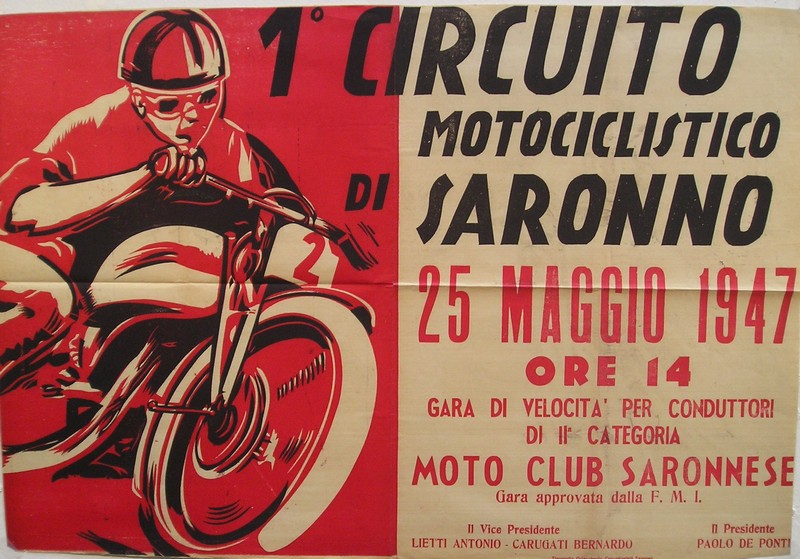 1° CIRCUITO
MOTOCICLISTICO
DI SARONNO
2
25 MAGGIO 1947
ORE 14
GARA DI VELOCITA' PER CONDUTTORI
DI IIª CATEGORIA
MOTO CLUB SARONNESE
Gara approvata dalla F. M. I.
Il Vice Presidente
LIETTI ANTONIO - CARUGATI BERNARDO
Il Presidente
PAOLO DE PONTI